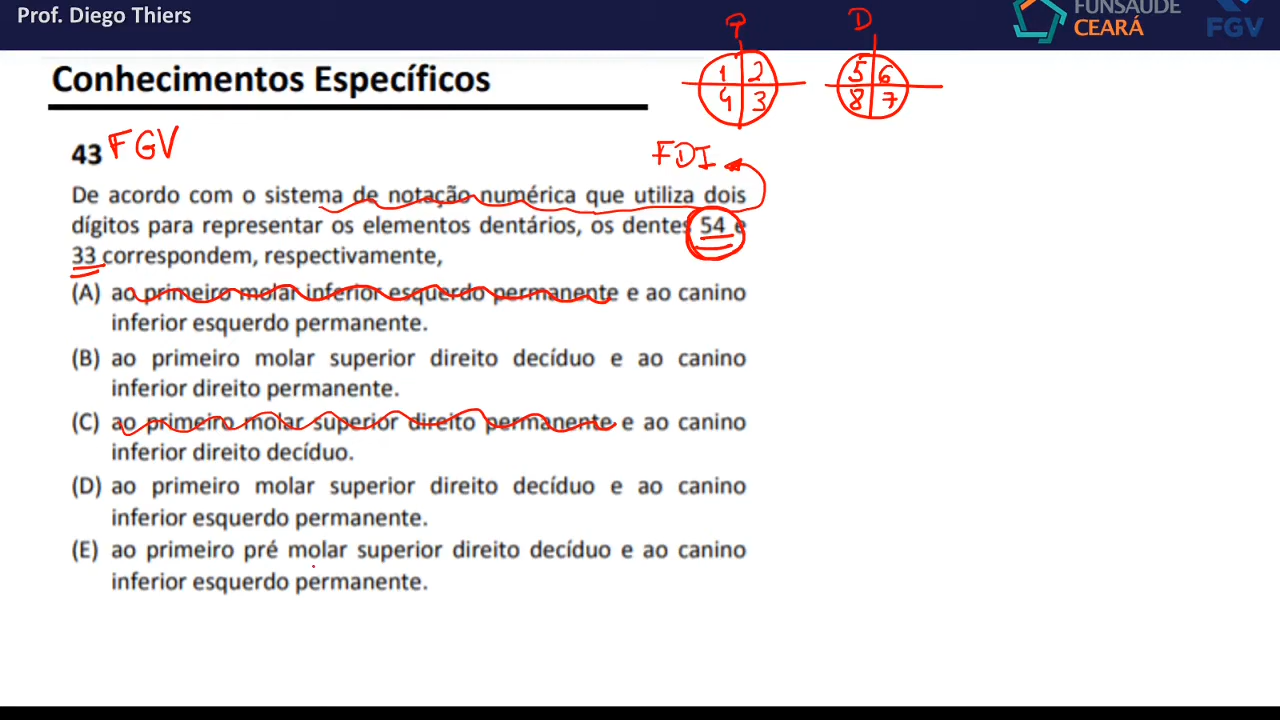 Prof. Diego Thiers
FUNSAÚDE
CEARÁ
FGV
P
D
1 2
4 3
5 6
8 7
Conhecimentos Específicos
43 FGV
FDI
De acordo com o sistema de notação numérica que utiliza dois
dígitos para representar os elementos dentários, os dentes 54 e
33 correspondem, respectivamente,
(A) ao primeiro molar inferior esquerdo permanente e ao canino
inferior esquerdo permanente.
(B) ao primeiro molar superior direito decíduo e ao canino
inferior direito permanente.
(C) ao primeiro molar superior direito permanente e ao canino
inferior direito decíduo.
(D) ao primeiro molar superior direito decíduo e ao canino
inferior esquerdo permanente.
(E) ao primeiro pré molar superior direito decíduo e ao canino
inferior esquerdo permanente.